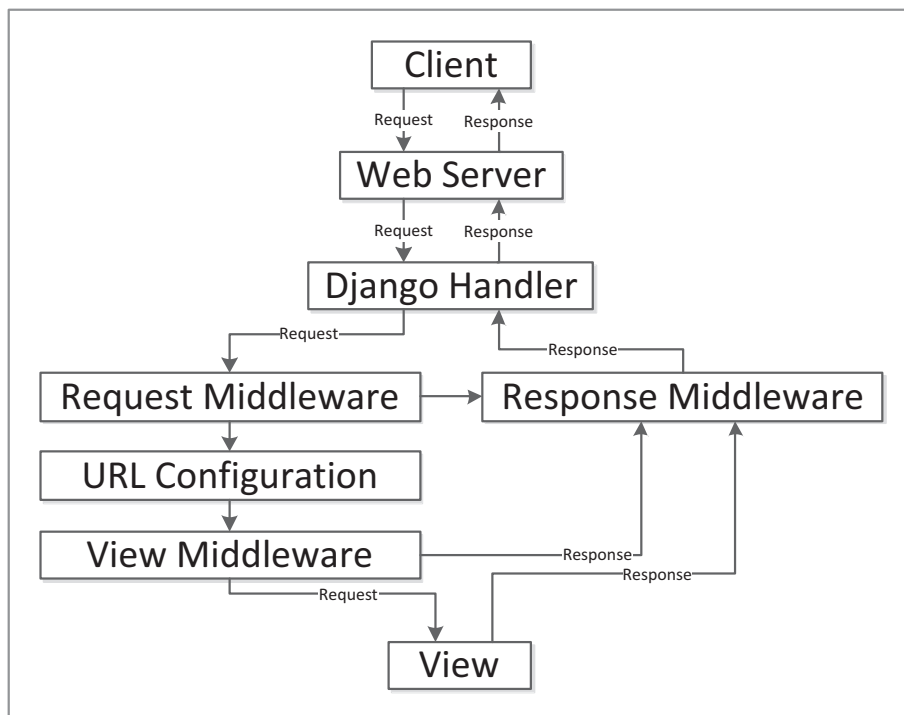 Client
Request
Response
Web Server
Request
Response
Django Handler
Request
Response
Request Middleware
Response Middleware
URL Configuration
View Middleware
Response
Response
Request
View